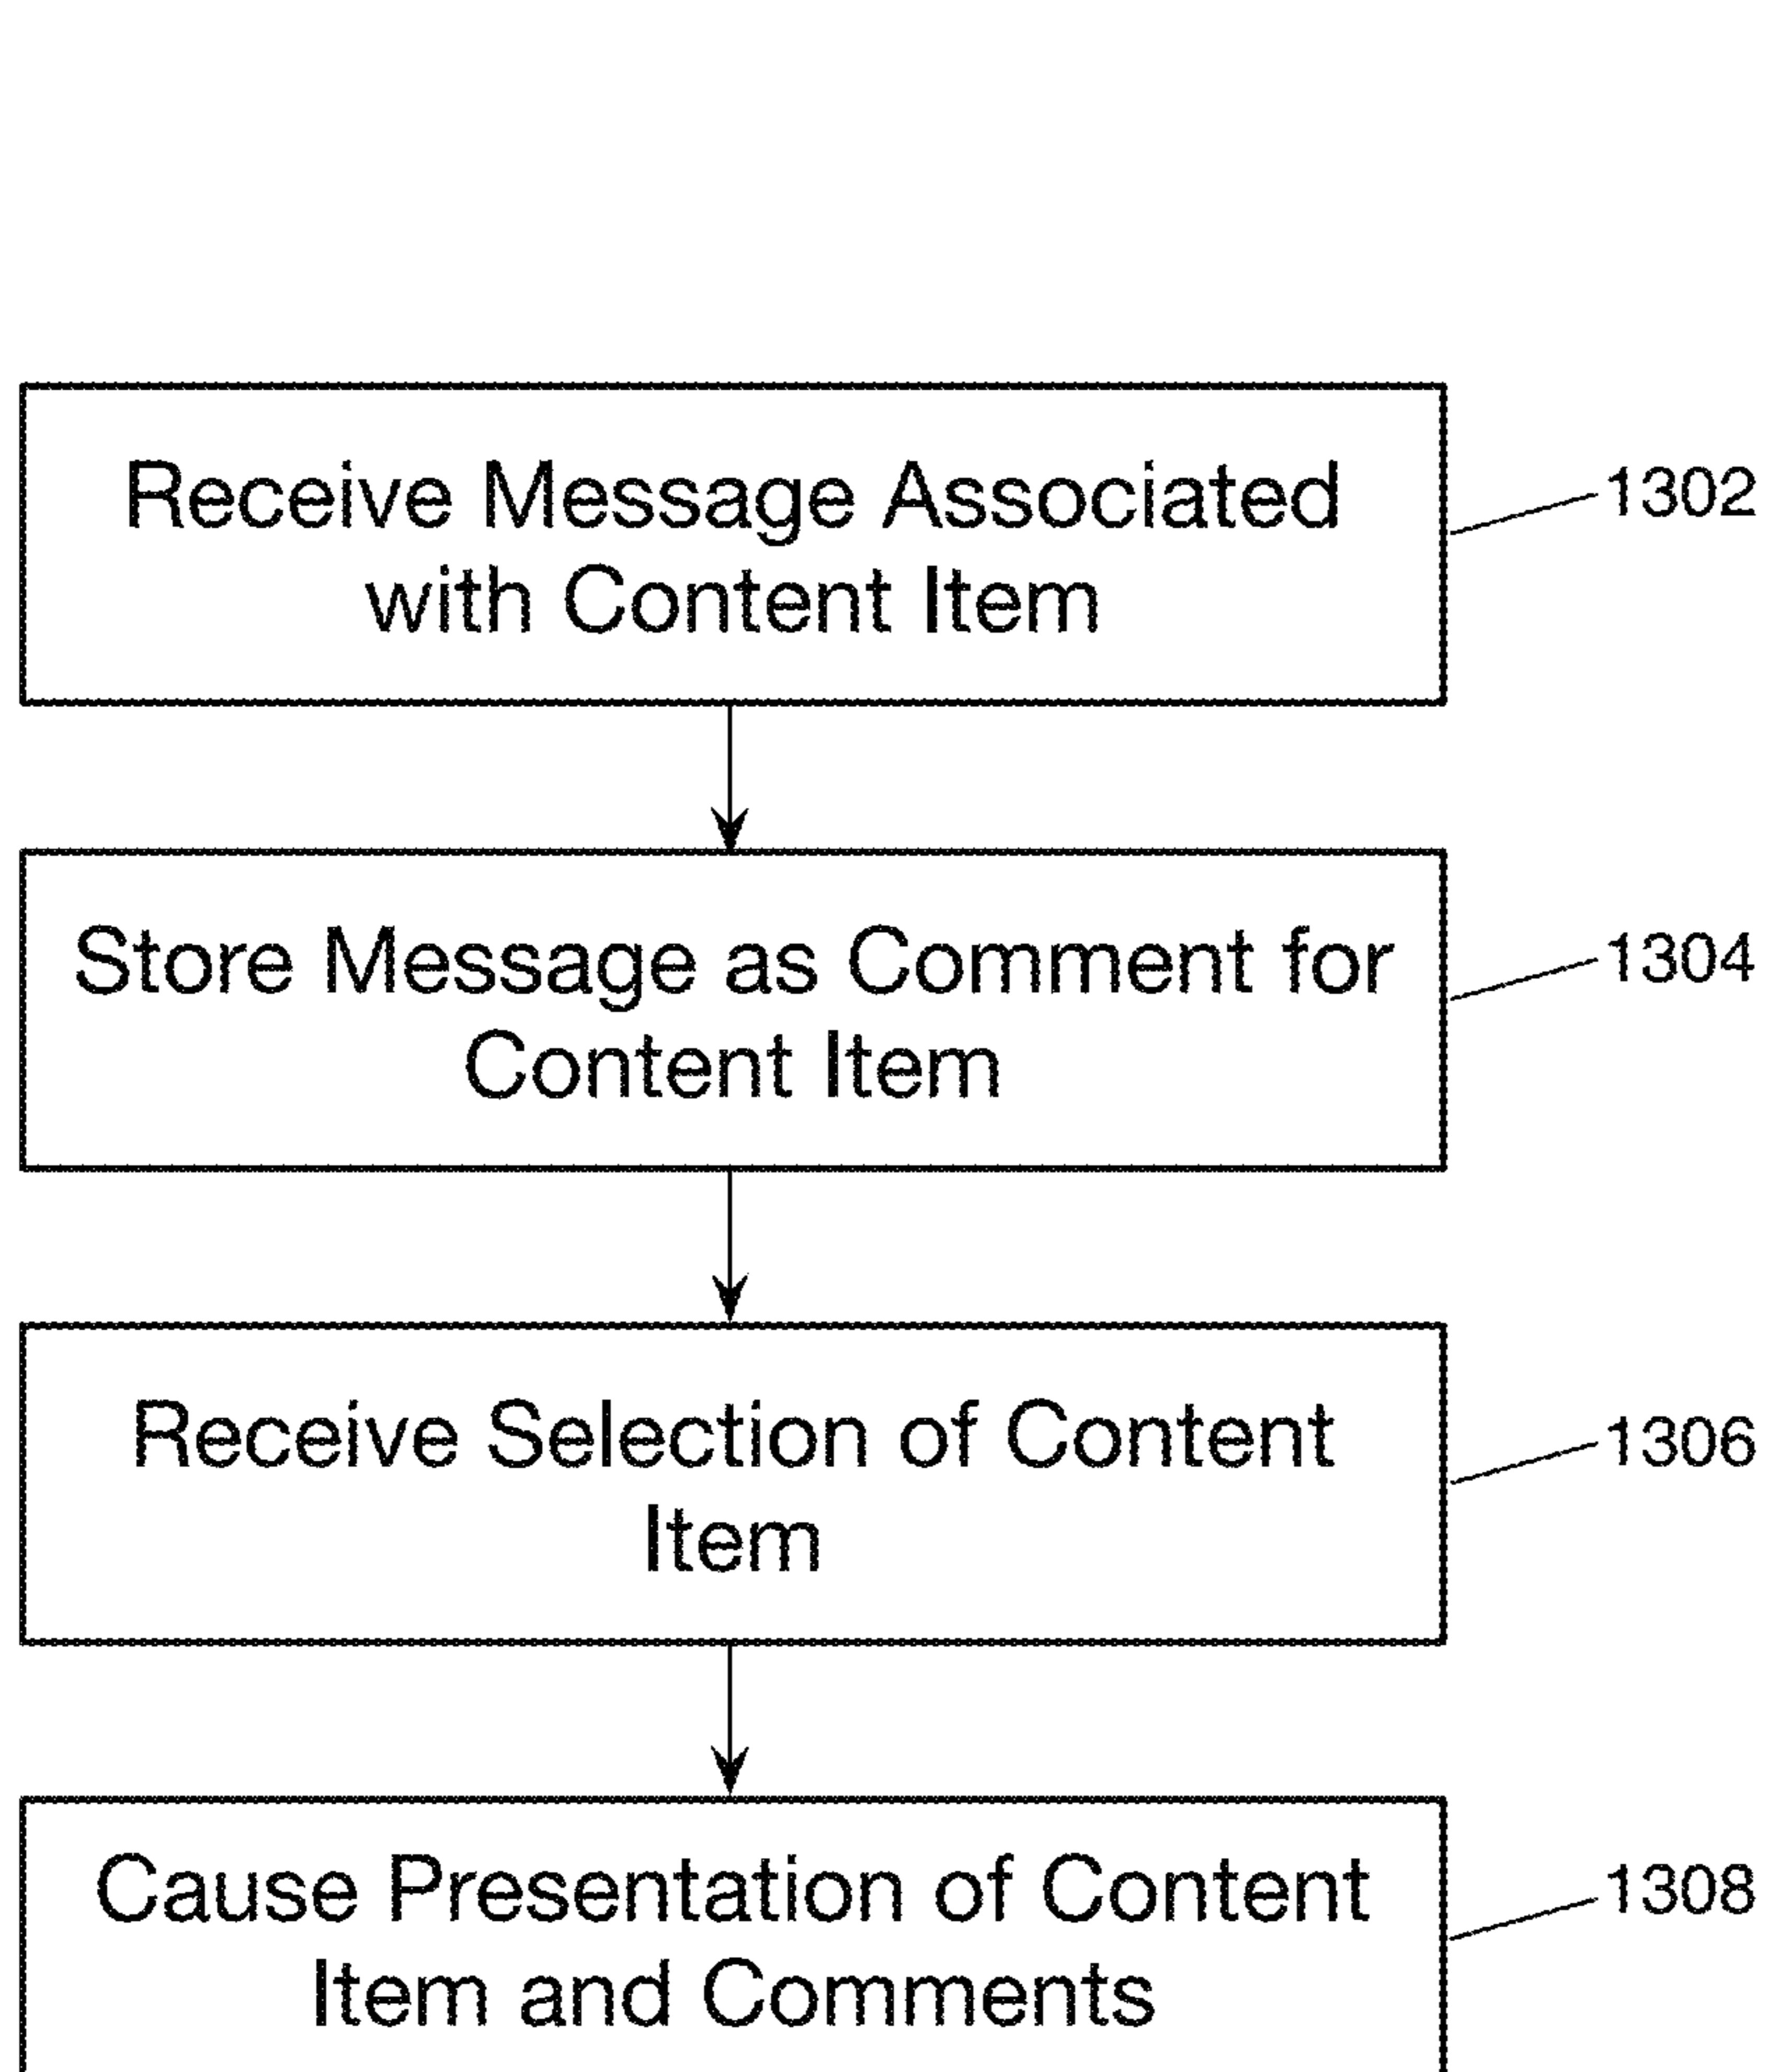 Receive Message Associated
with Content Item
1302
Store Message as Comment for
Content Item
1304
Receive Selection of Content
Item
1306
Cause Presentation of Content
Item and Comments
1308